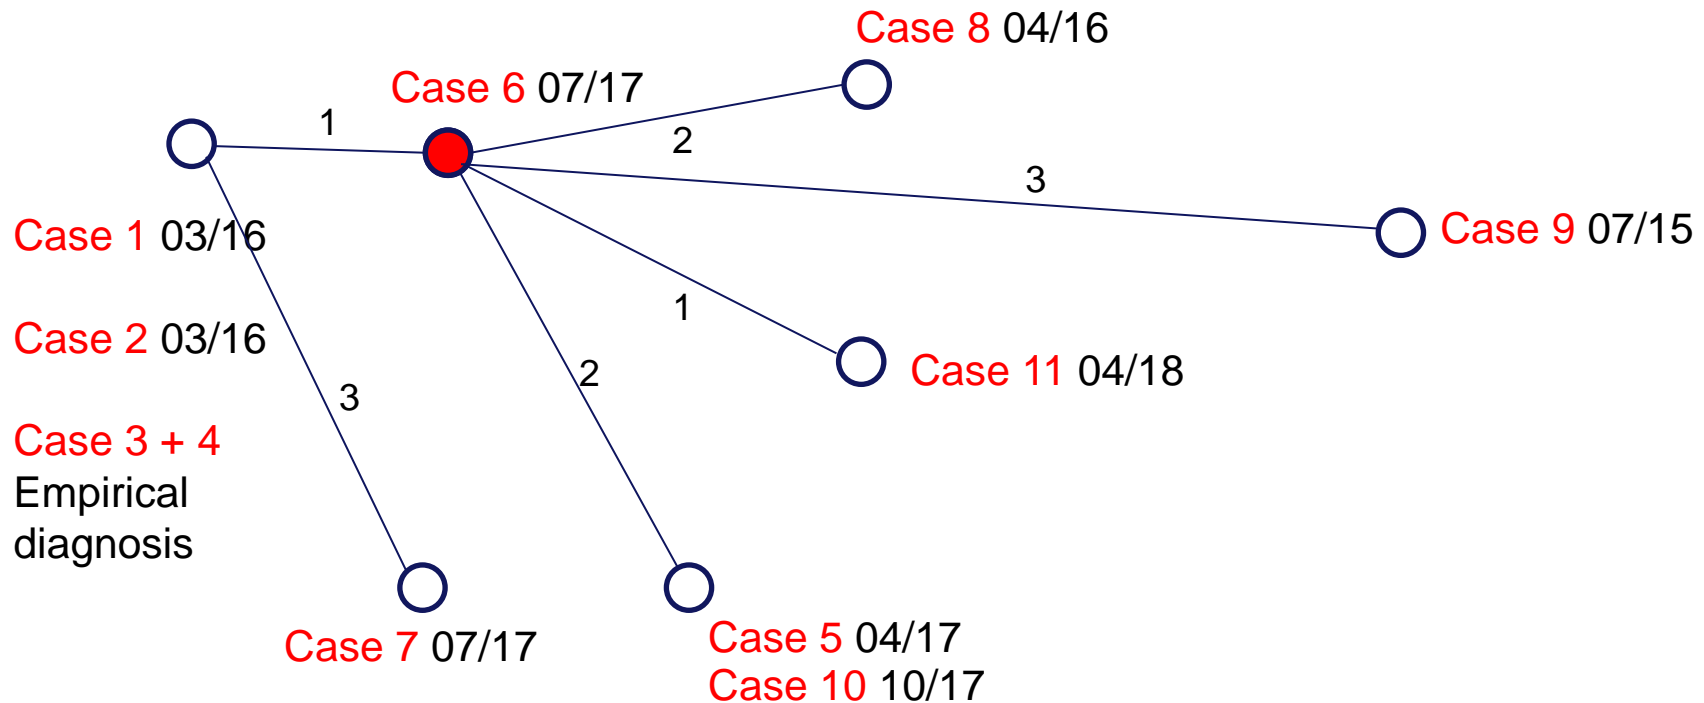 Case 8 04/16
Case 6 07/17
1
2
3
Case 1 03/16
Case 9 07/15
Case 2 03/16
1
Case 11 04/18
2
3
Case 3 + 4
Empirical
diagnosis
Case 7 07/17
Case 5 04/17
Case 10 10/17